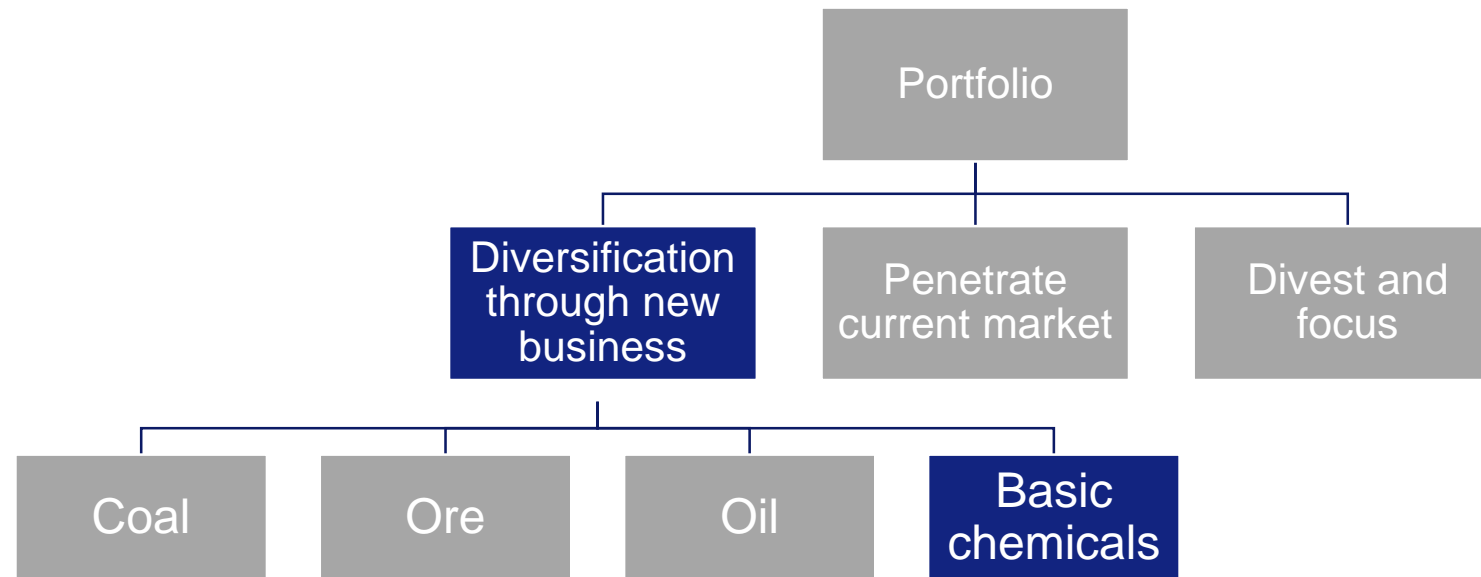 Portfolio
Diversification
through new
business
Penetrate
current market
Divest and
focus
Coal
Ore
Oil
Basic
chemicals